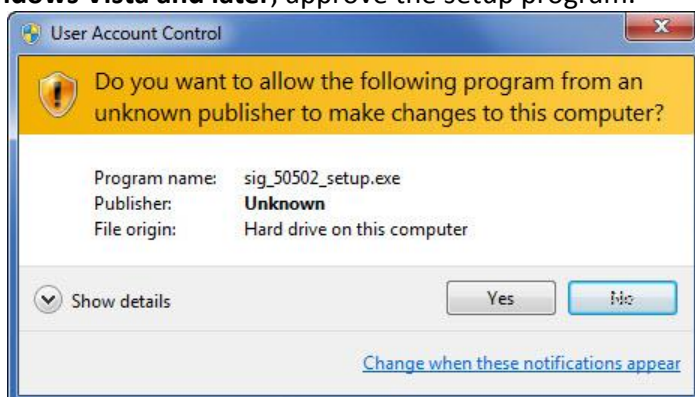 dows Vista and later, approve the setup program.
User Account Control
Do you want to allow the following program from an
unknown publisher to make changes to this computer?
Program name: sig_50502_setup.exe
Publisher: Unknown
File origin: Hard drive on this computer
Show details Yes No
Change when these notifications appear